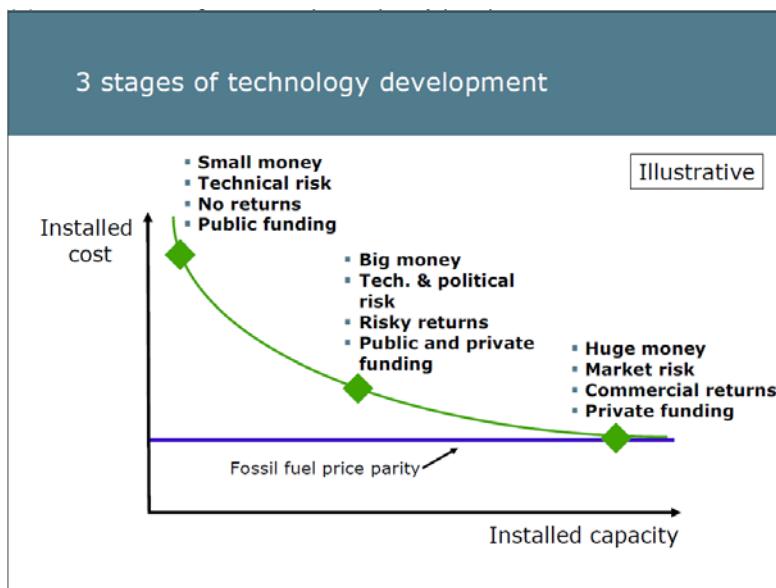 3 stages of technology development
▪ Small money
▪ Technical risk
▪ No returns
▪ Public funding
Illustrative
Installed
cost
▪ Big money
▪ Tech. & political
risk
▪ Risky returns
▪ Public and private
funding
▪ Huge money
▪ Market risk
▪ Commercial returns
▪ Private funding
Fossil fuel price parity
Installed capacity